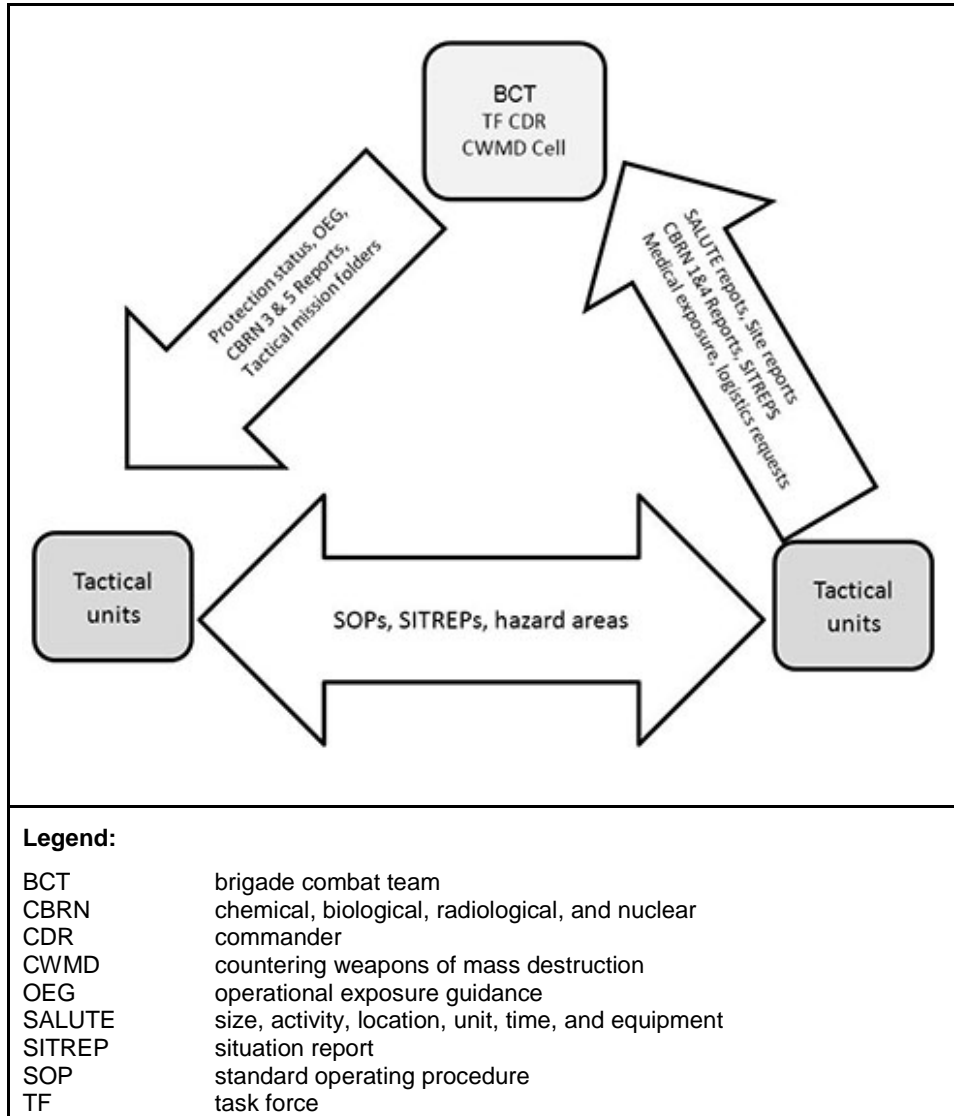 BCT
TF CDR
CWMD Cell
Protection status, OEG,
CBRN 3 & 5 Reports,
Tactical mission folders
SALUTE repots, Site reports
CBRN 1&4 Reports, SITREPS
Medical exposure, logistics requests
Tactical
units
SOPs, SITREPs, hazard areas
Tactical
units
Legend:
BCT brigade combat team
CBRN chemical, biological, radiological, and nuclear
CDR commander
CWMD countering weapons of mass destruction
OEG operational exposure guidance
SALUTE size, activity, location, unit, time, and equipment
SITREP situation report
SOP standard operating procedure
TF task force